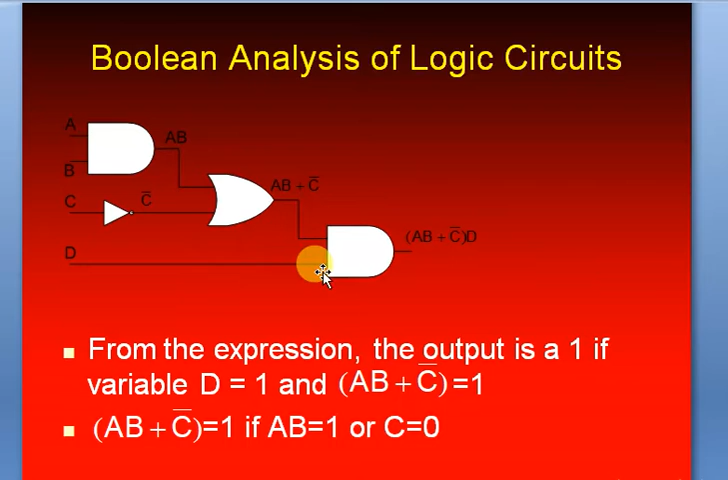 Boolean Analysis of Logic Circuits
A
AB
B
C
C̅
AB + C̅
(AB + C̅)D
D
From the expression, the output is a 1 if
variable D = 1 and (AB + C̅)=1
(AB + C̅)=1 if AB=1 or C=0